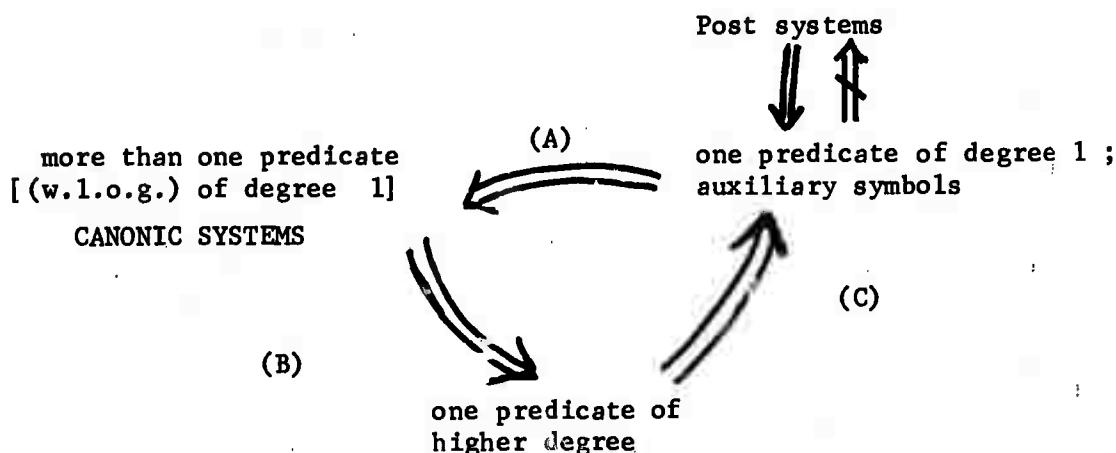 Post systems
(A)
more than one predicate
[(w.l.o.g.) of degree 1]
CANONIC SYSTEMS
one predicate of degree 1 ;
auxiliary symbols
(C)
(B)
one predicate of
higher degree